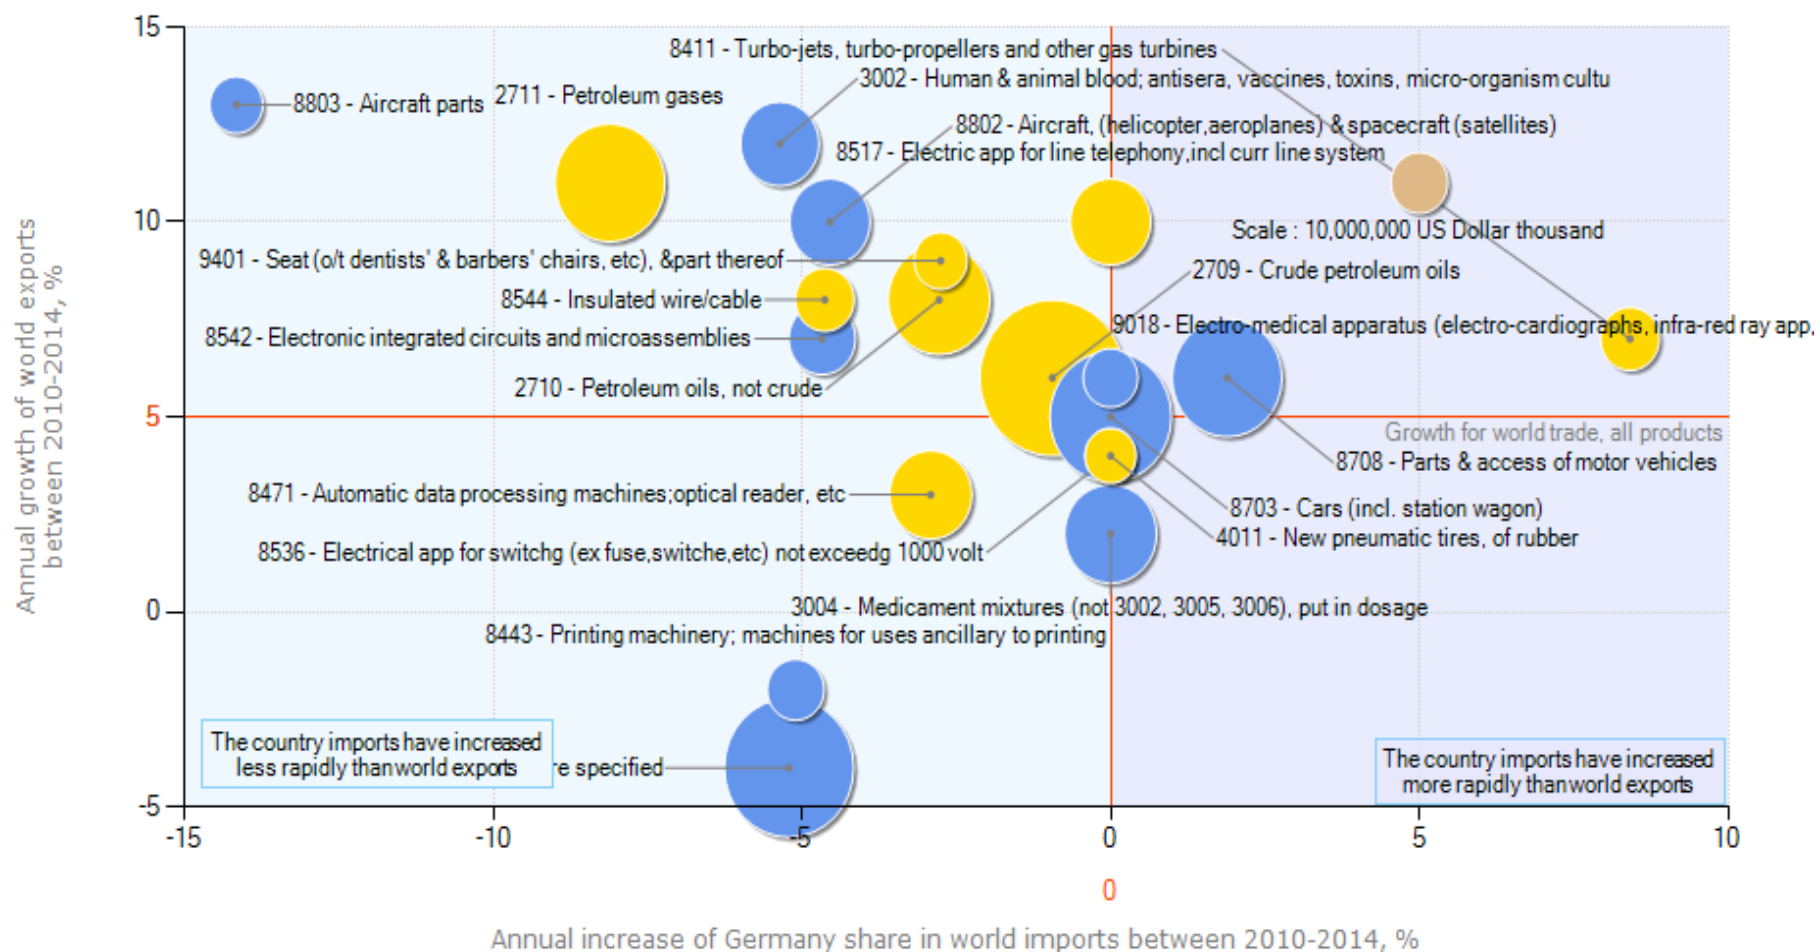 15
8411 - Turbo-jets, turbo-propellers and other gas turbines
3002 - Human & animal blood; antisera, vaccines, toxins, micro-organism cultu
8803 - Aircraft parts
2711 - Petroleum gases
8802 - Aircraft, (helicopter,aeroplanes) & spacecraft (satellites)
8517 - Electric app for line telephony,incl curr line system
10
Scale : 10,000,000 US Dollar thousand
9401 - Seat (o/t dentists' & barbers' chairs, etc), &part thereof
2709 - Crude petroleum oils
8544 - Insulated wire/cable
9018 - Electro-medical apparatus (electro-cardiographs, infra-red ray app,
8542 - Electronic integrated circuits and microassemblies
2710 - Petroleum oils, not crude
5
Growth for world trade, all products
8708 - Parts & access of motor vehicles
8471 - Automatic data processing machines;optical reader, etc
8703 - Cars (incl. station wagon)
4011 - New pneumatic tires, of rubber
8536 - Electrical app for switchg (ex fuse,switche,etc) not exceedg 1000 volt
0
3004 - Medicament mixtures (not 3002, 3005, 3006), put in dosage
8443 - Printing machinery; machines for uses ancillary to printing
The country imports have increased
less rapidly than world exports
re specified
The country imports have increased
more rapidly than world exports
-5
-15
-10
-5
0
5
10
0
Annual growth of world exports
between 2010-2014, %
Annual increase of Germany share in world imports between 2010-2014, %